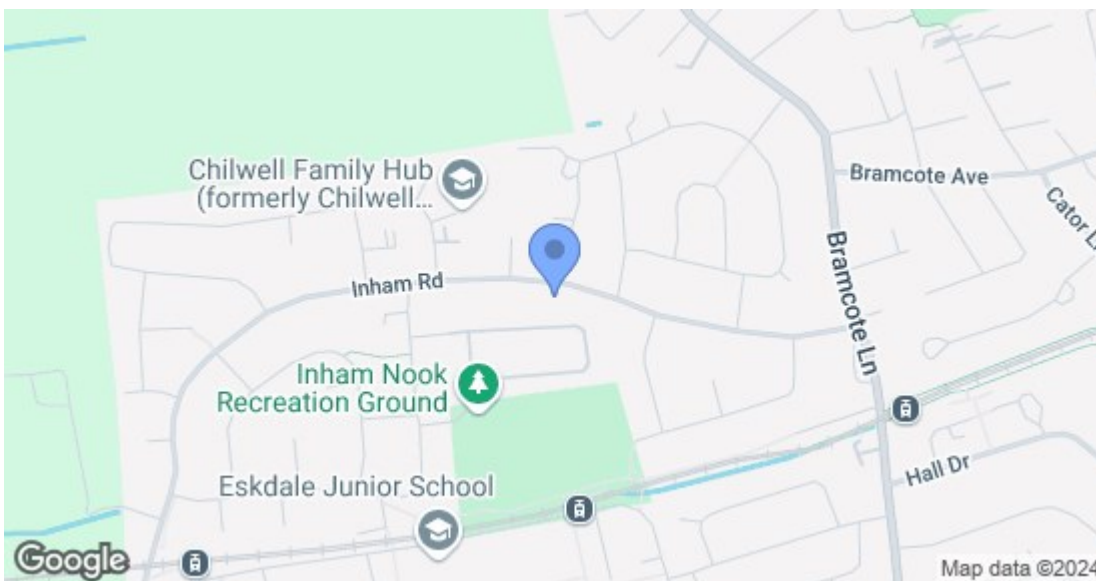 Chilwell Family Hub
(formerly Chilwell...
Bramcote Ave
Cator L
Inham Rd
Bramcote Ln
Inham Nook
Recreation Ground
Hall Dr
Eskdale Junior School
Google
Map data ©2024